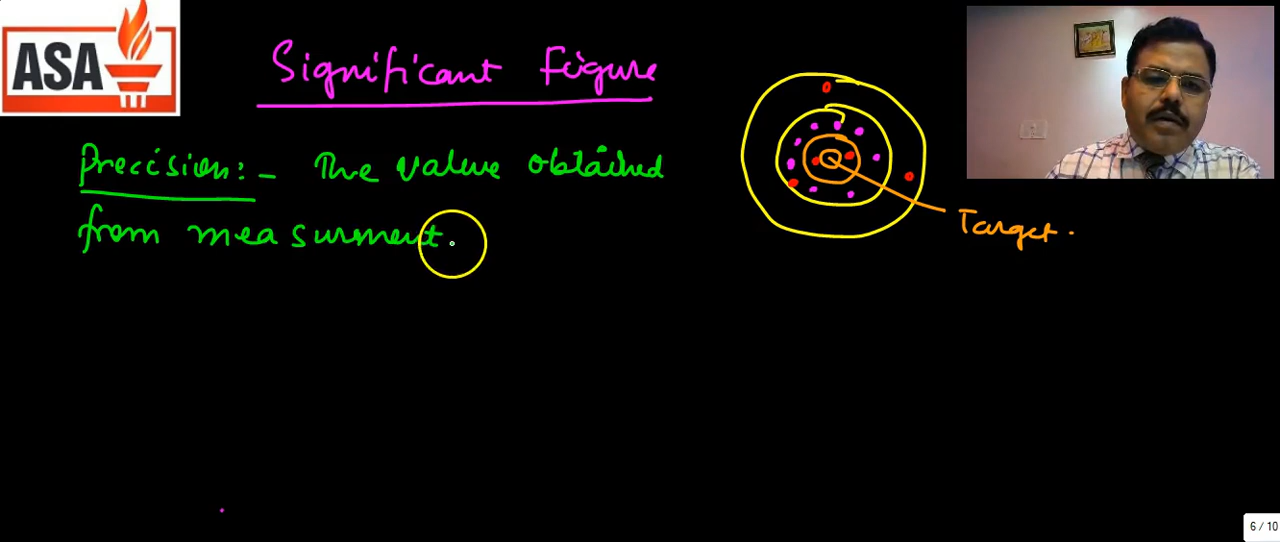 ASA
Significant Figure
Precision:- The value obtained
from measurment.
Target.
6 / 10